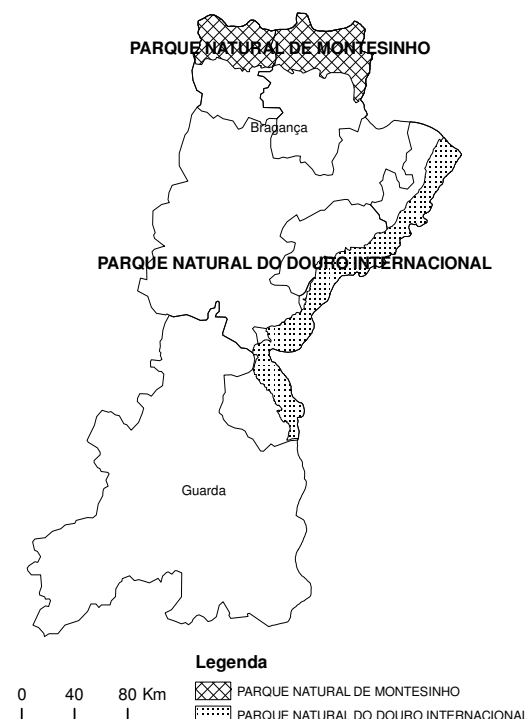 PARQUE NATURAL DE MONTESINHO
Bragança
PARQUE NATURAL DO DOURO INTERNACIONAL
Guarda
Legenda
0 40 80 Km
PARQUE NATURAL DE MONTESINHO
PARQUE NATURAL DO DOURO INTERNACIONAL